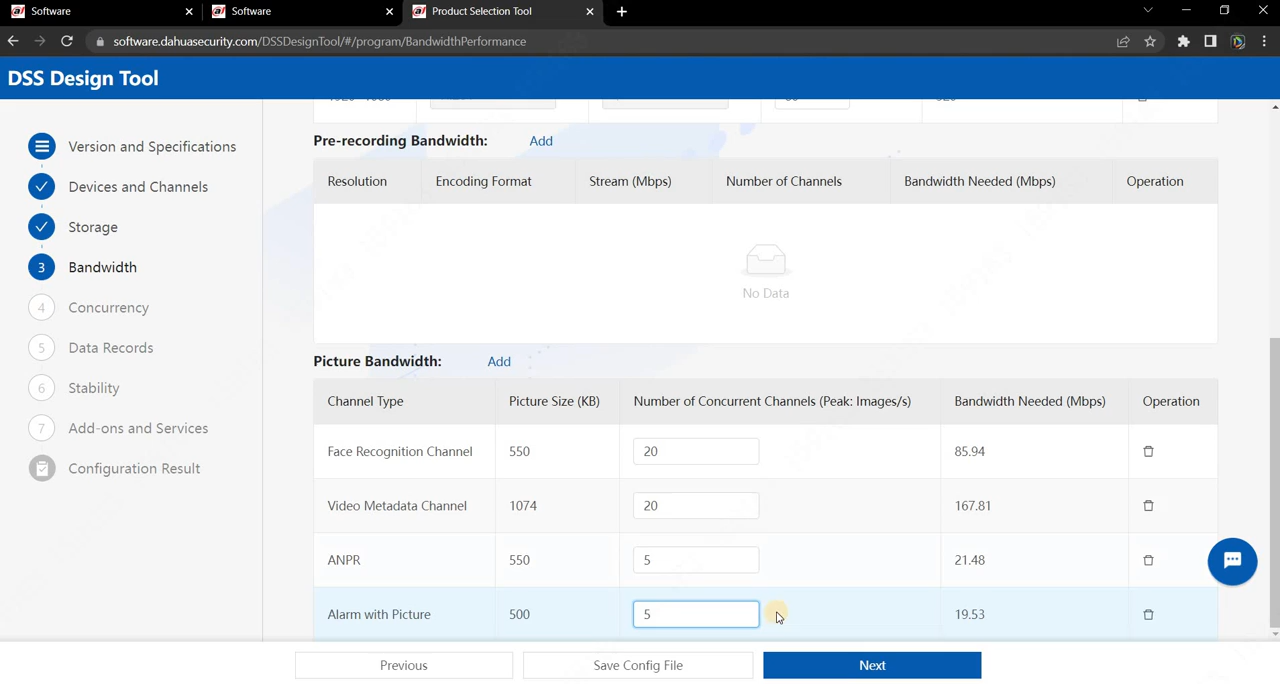 Software
Software
Product Selection Tool
software.dahuasecurity.com/DSSDesignTool/#/program/BandwidthPerformance
DSS Design Tool
Version and Specifications
Devices and Channels
Storage
3 Bandwidth
4 Concurrency
5 Data Records
6 Stability
7 Add-ons and Services
Configuration Result
Pre-recording Bandwidth: Add
Resolution Encoding Format Stream (Mbps) Number of Channels Bandwidth Needed (Mbps) Operation
No Data
Picture Bandwidth: Add
Channel Type Picture Size (KB) Number of Concurrent Channels (Peak: Images/s) Bandwidth Needed (Mbps) Operation
Face Recognition Channel 550 20 85.94
Video Metadata Channel 1074 20 167.81
ANPR 550 5 21.48
Alarm with Picture 500 5 19.53
Previous Save Config File Next